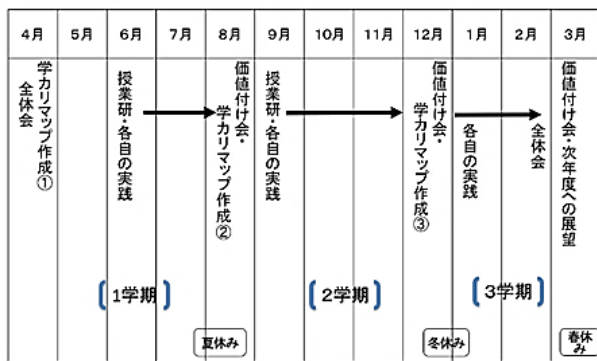 4月
5月
6月
7月
8月
9月
10月
11月
12月
1月
2月
3月
学カリマップ作成①
全体会
授業研・各自の実践
価値付け会・
学カリマップ作成②
授業研・各自の実践
価値付け会・
学カリマップ作成③
各自の実践
全体会
価値付け会・次年度への展望
1学期
2学期
3学期
夏休み
冬休み
春休
み